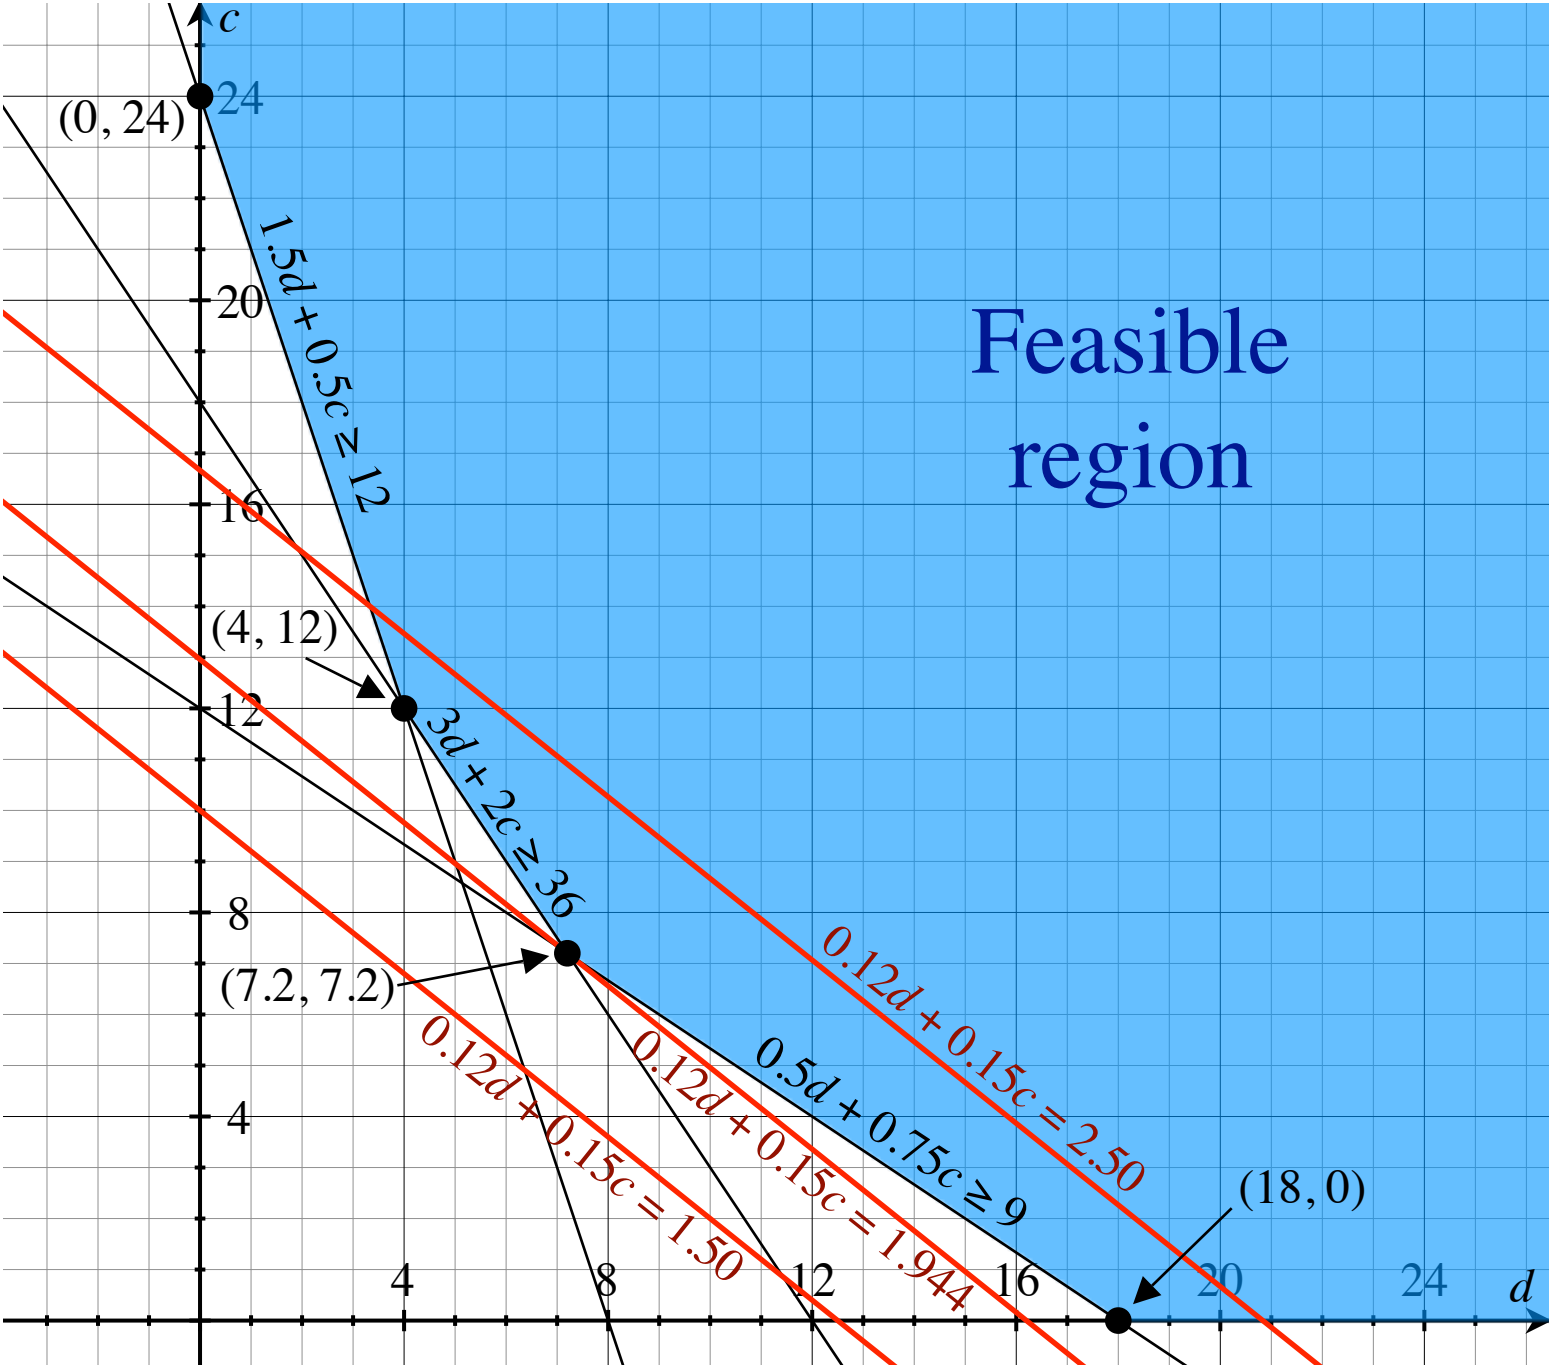 c
(0, 24)
24
1.5d + 0.5c ≥ 12
20
Feasible
region
16
(4, 12)
12
3d + 2c ≥ 36
8
(7.2, 7.2)
0.12d + 0.15c = 2.50
0.12d + 0.15c = 1.50
0.12d + 0.15c = 1.944
0.5d + 0.75c ≥ 9
4
(18, 0)
4
8
12
16
20
24
d